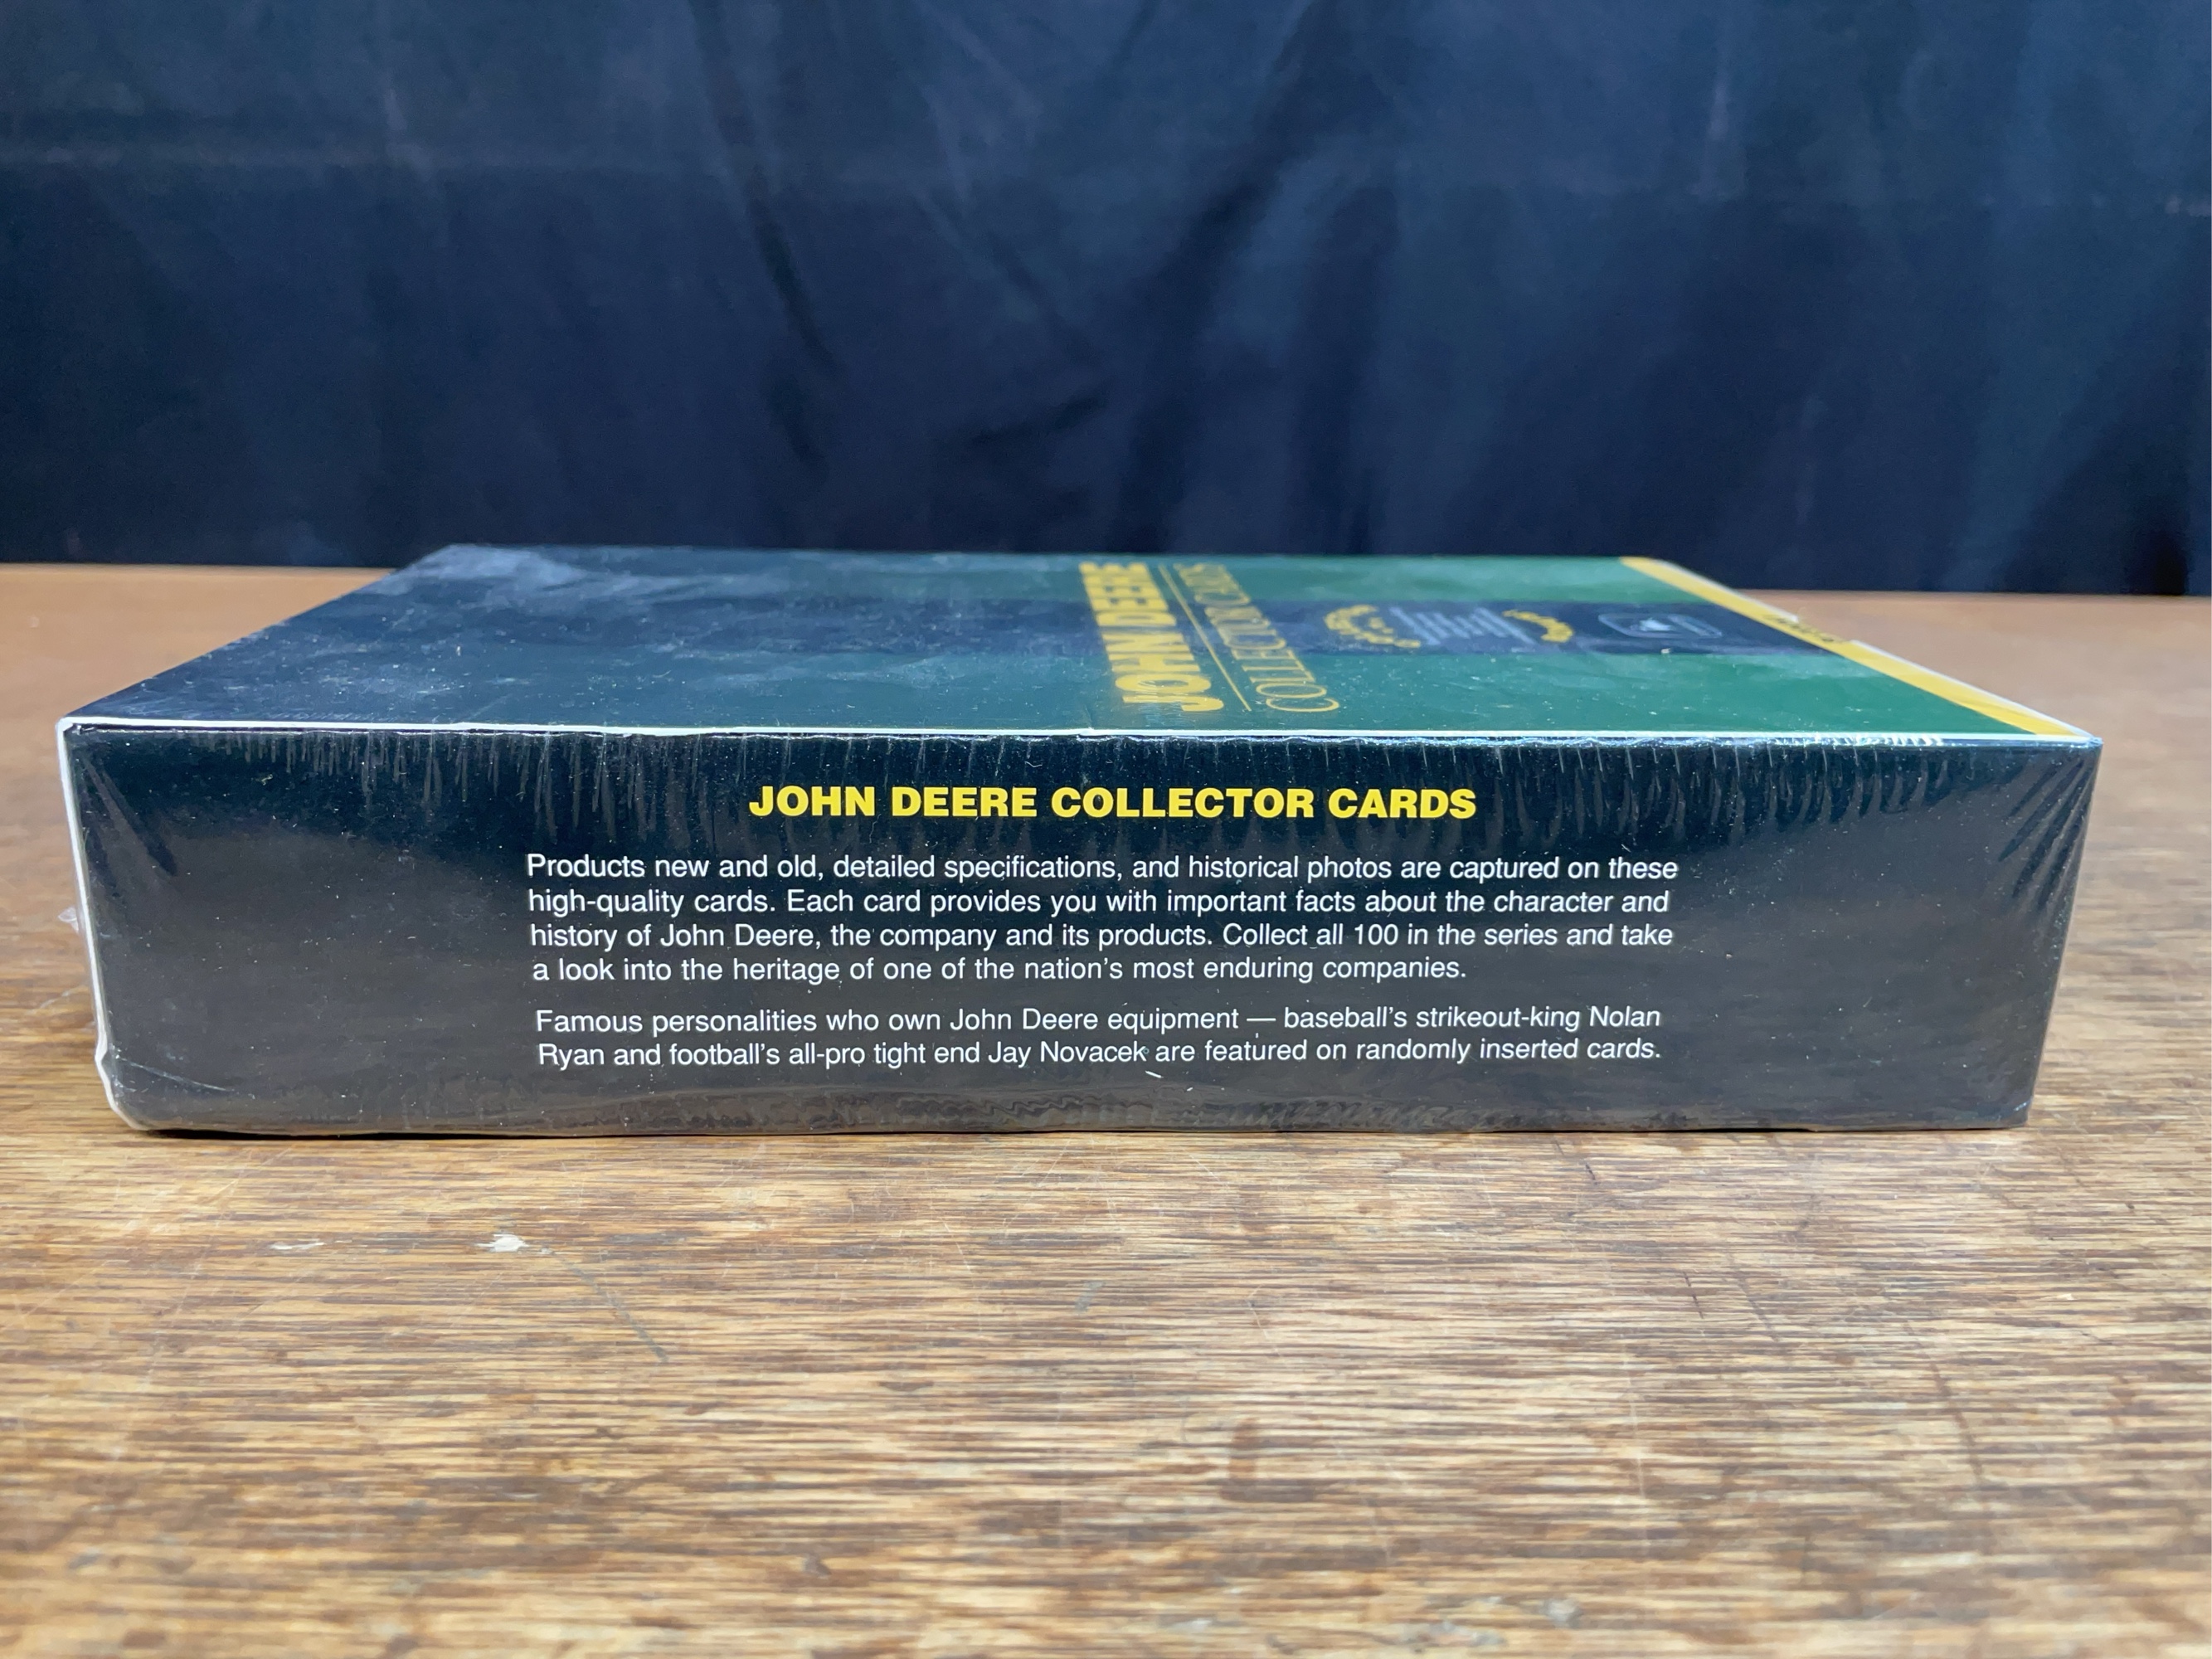 JOHN DEERE
COLLECTOR CARDS
JOHN DEERE COLLECTOR CARDS
Products new and old, detailed specifications, and historical photos are captured on these
high-quality cards. Each card provides you with important facts about the character and
history of John Deere, the company and its products. Collect all 100 in the series and take
a look into the heritage of one of the nation's most enduring companies.
Famous personalities who own John Deere equipment — baseball's strikeout-king Nolan
Ryan and football's all-pro tight end Jay Novacek are featured on randomly inserted cards.